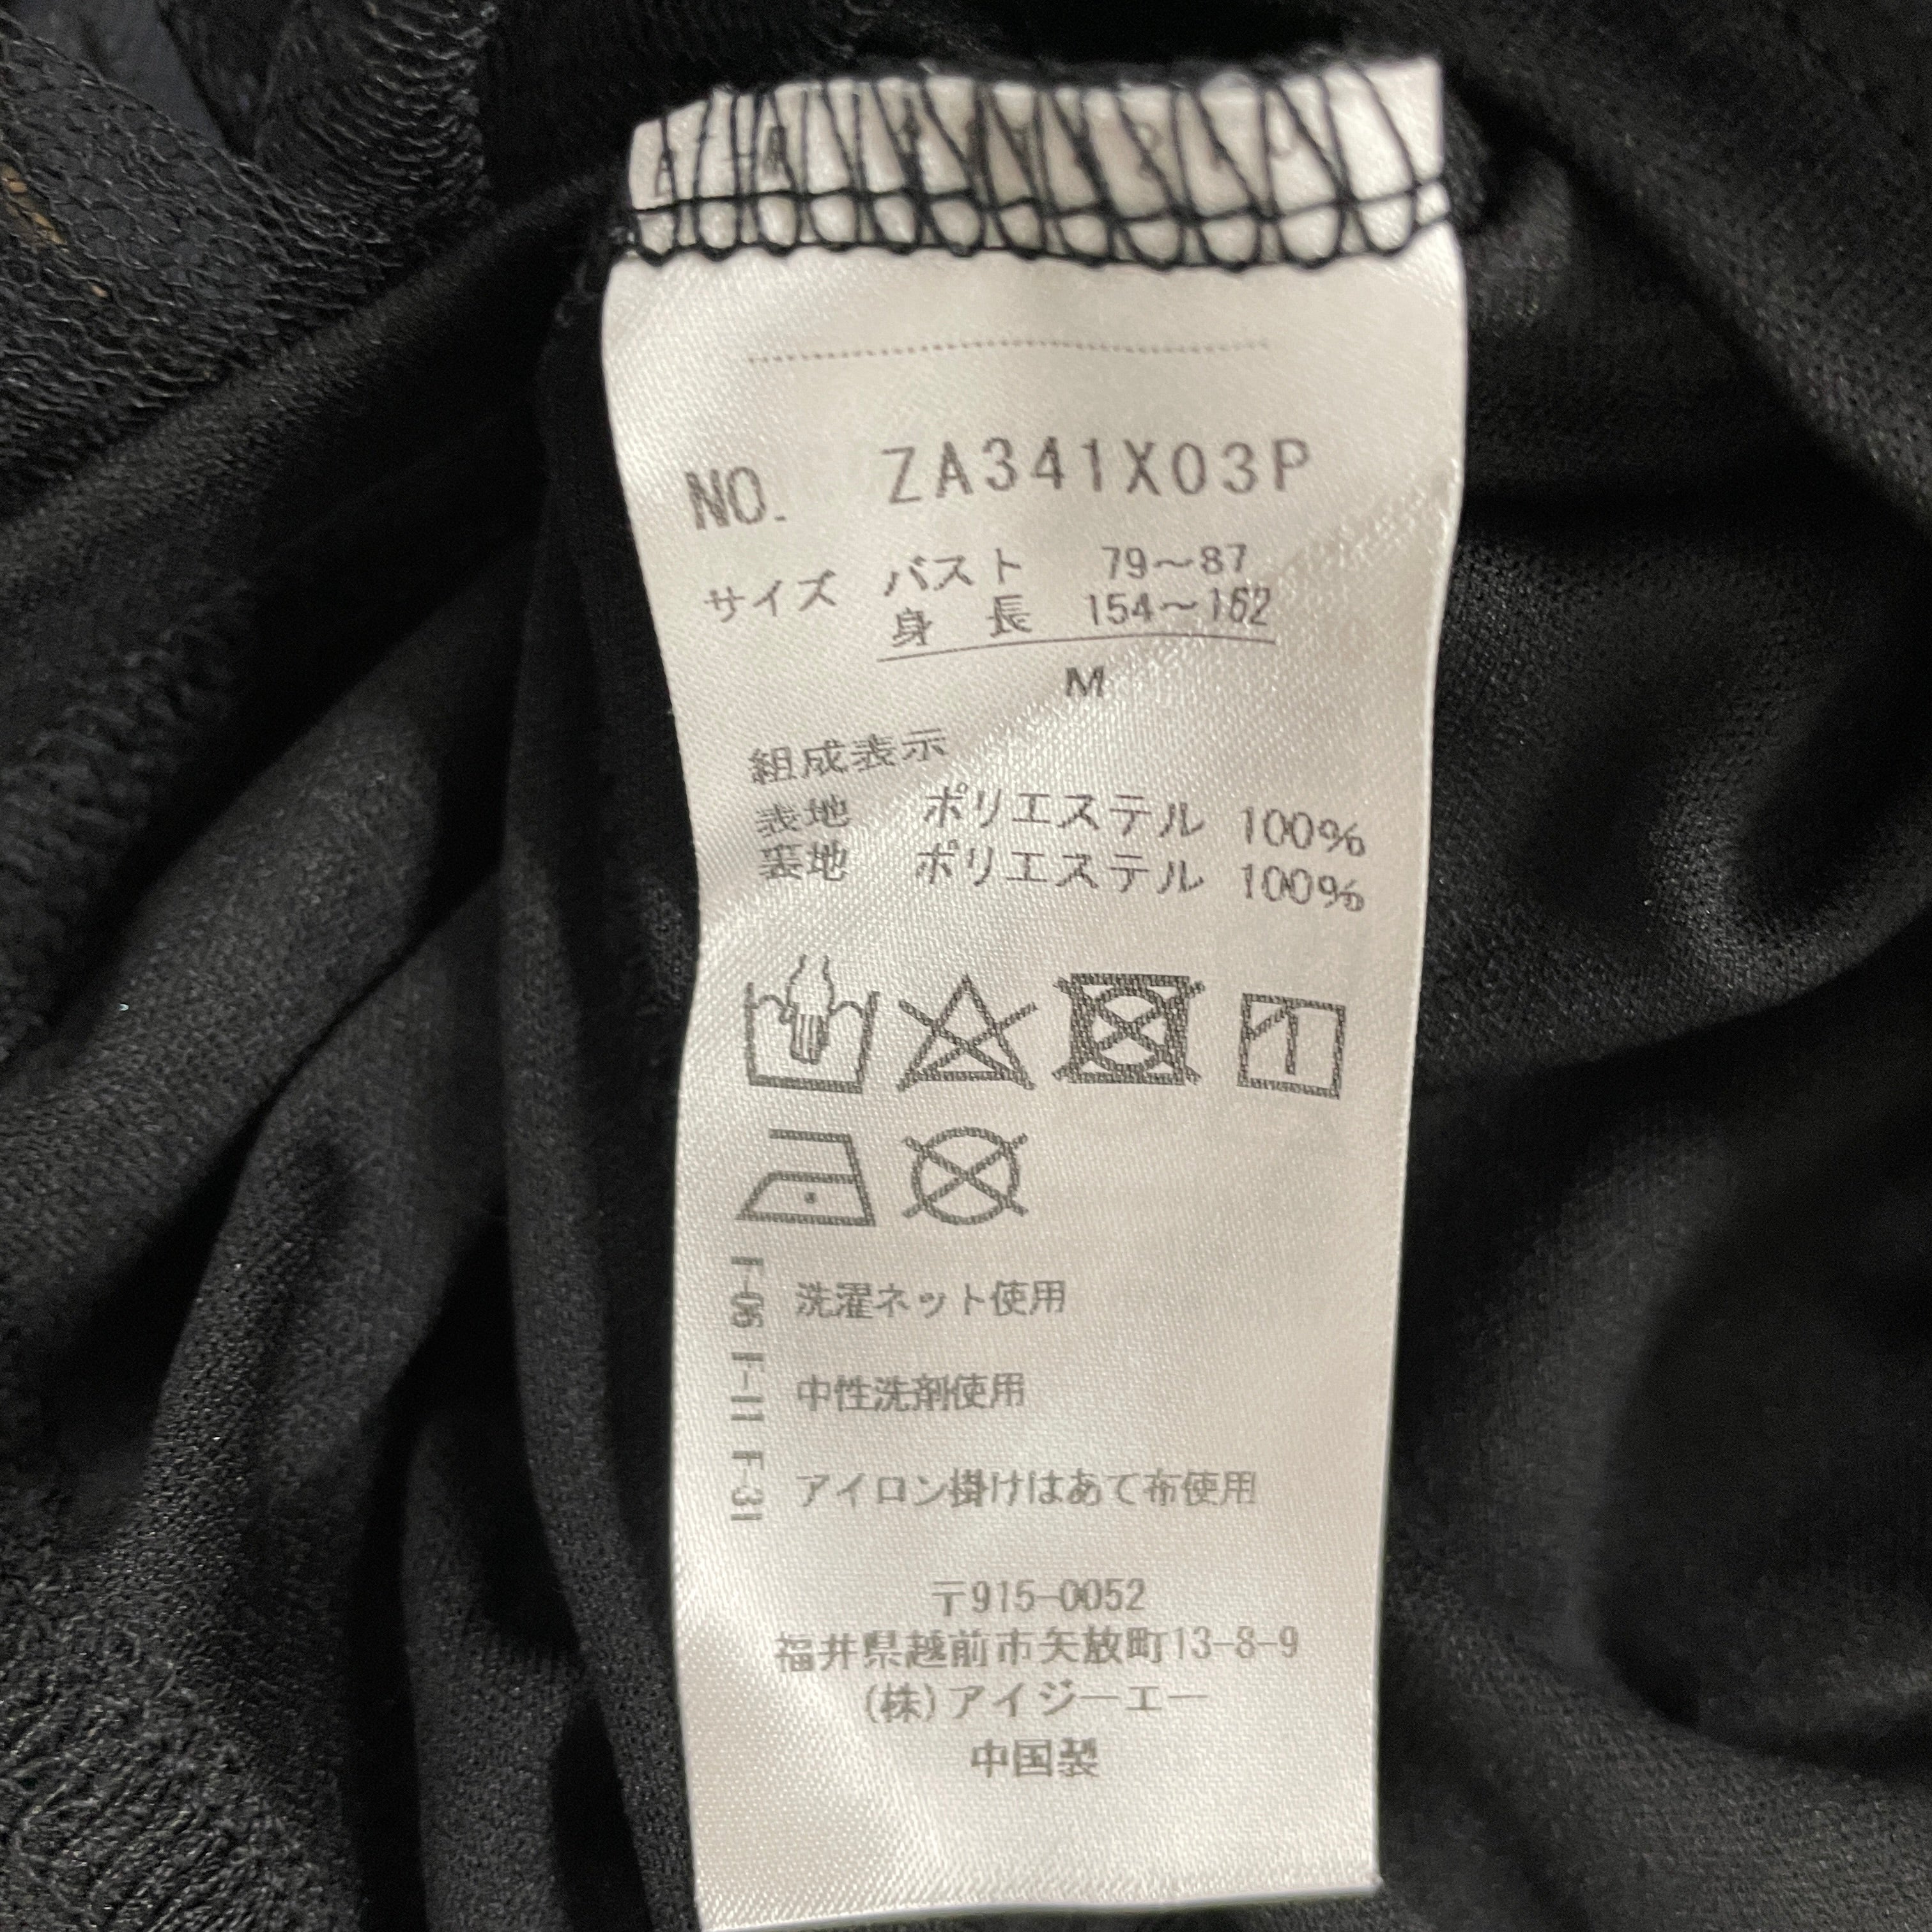 NO. ZA341X03P
サイズ バスト 79～87
身 長 154～162
M
組成表示
表地 ポリエステル 100%
裏地 ポリエステル 100%
F-06 洗濯ネット使用
F-11 中性洗剤使用
F-31 アイロン掛けはあて布使用
〒915-0052
福井県越前市矢放町13-8-9
(株)アイジーエー
中国製